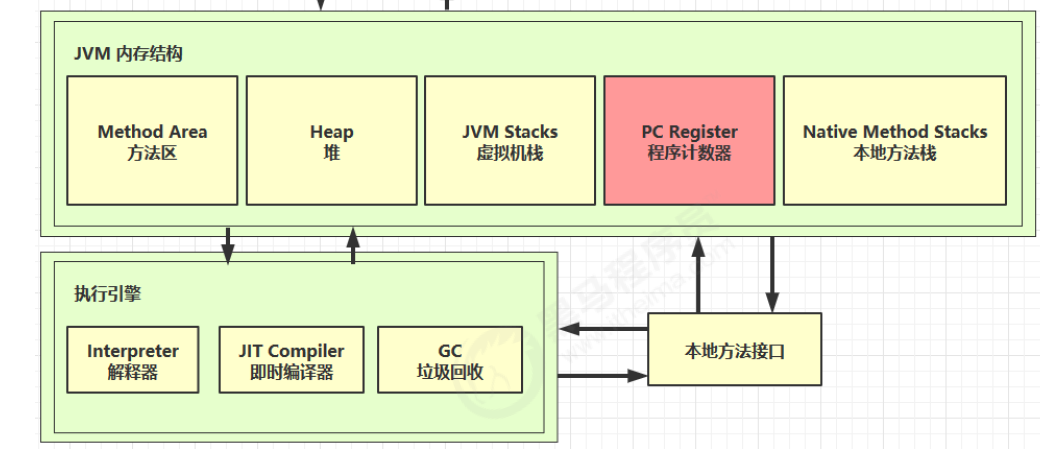 JVM 内存结构
Method Area
方法区
Heap
堆
JVM Stacks
虚拟机栈
PC Register
程序计数器
Native Method Stacks
本地方法栈
执行引擎
Interpreter
解释器
JIT Compiler
即时编译器
GC
垃圾回收
本地方法接口
黑马程序员
www.itheima.com